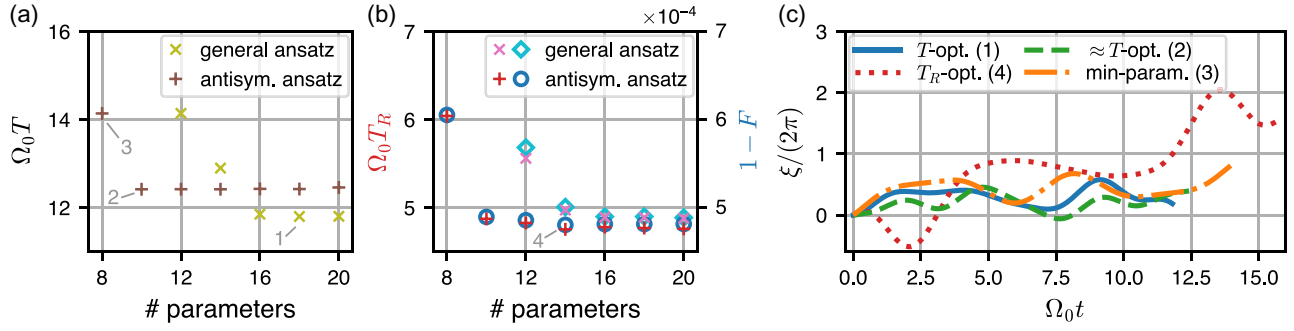 (a)
16
14
12
Ω₀T
general ansatz
antisym. ansatz
3
2
1
8 12 16 20
# parameters
(b)
×10⁻⁴
7
6
5
Ω₀T_R
general ansatz
antisym. ansatz
4
7
6
5
1 − F
8 12 16 20
# parameters
(c)
3
2
1
0
ξ/(2π)
T-opt. (1)
≈ T-opt. (2)
T_R-opt. (4)
min-param. (3)
0.0 2.5 5.0 7.5 10.0 12.5 15.0
Ω₀t